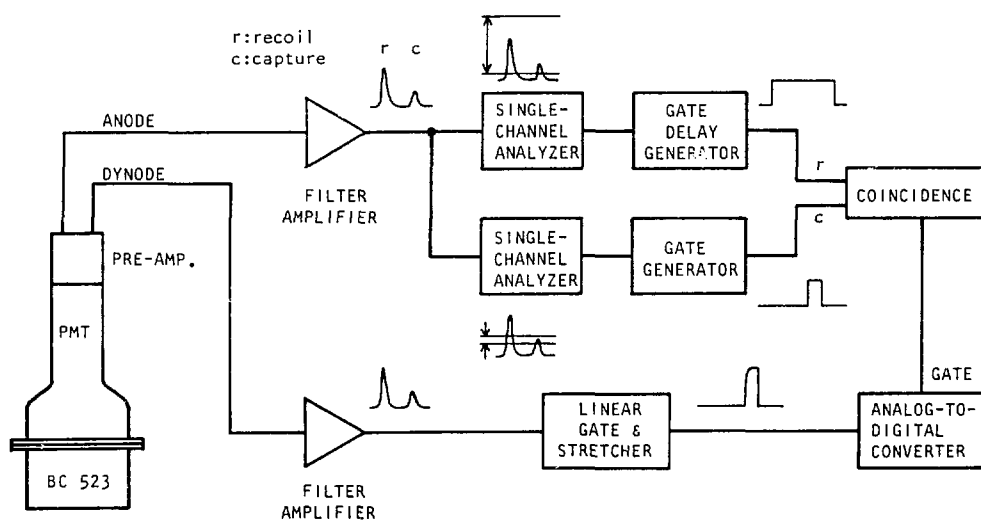 r:recoil
c:capture
r c
ANODE
DYNODE
FILTER
AMPLIFIER
SINGLE-
CHANNEL
ANALYZER
GATE
DELAY
GENERATOR
r
c
COINCIDENCE
SINGLE-
CHANNEL
ANALYZER
GATE
GENERATOR
PRE-AMP.
PMT
BC 523
FILTER
AMPLIFIER
LINEAR
GATE &
STRETCHER
GATE
ANALOG-TO-
DIGITAL
CONVERTER